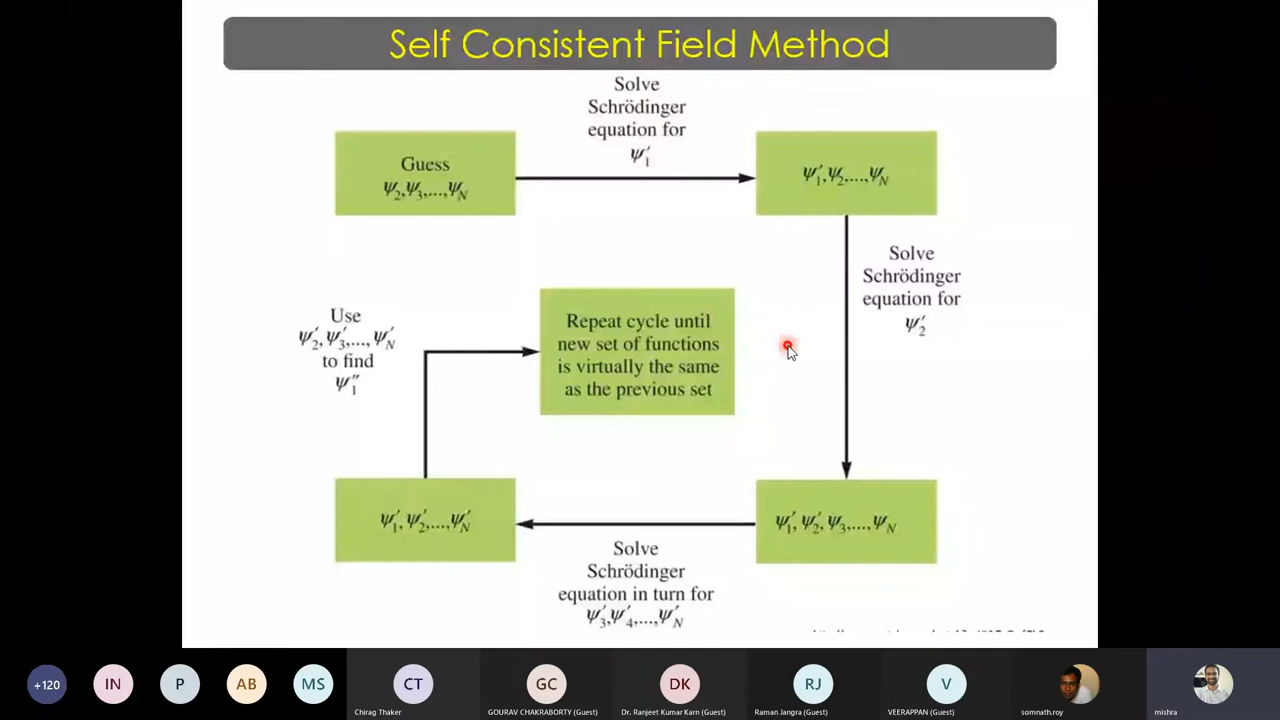 Self Consistent Field Method
Solve
Schrödinger
equation for
ψ′₁
Guess
ψ₂,ψ₃,...,ψ_N
ψ′₁,ψ₂,...,ψ_N
Solve
Schrödinger
equation for
ψ′₂
Use
ψ′₂,ψ′₃,..., ψ′_N
to find
ψ″₁
Repeat cycle until
new set of functions
is virtually the same
as the previous set
ψ′₁,ψ′₂,...,ψ′_N
ψ′₁,ψ′₂,ψ₃,...,ψ_N
Solve
Schrödinger
equation in turn for
ψ′₃,ψ′₄,...,ψ′_N
+120
IN
P
AB
MS
CT
GC
DK
RJ
V
Chirag Thaker
GOURAV CHAKRABORTY (Guest)
Dr. Ranjeet Kumar Karn (Guest)
Raman Jangra (Guest)
VEERAPPAN (Guest)
somnath.roy
mishra